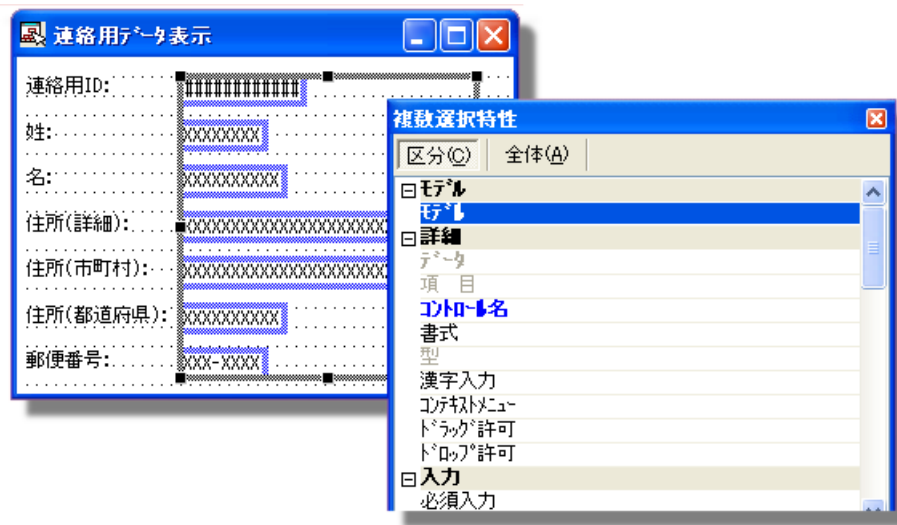 連絡用ﾃﾞｰﾀ表示
連絡用ID:
############
姓:
XXXXXXXX
名:
XXXXXXXXXX
住所(詳細):
住所(市町村):
住所(都道府県):
XXXXXXXXXX
郵便番号:
XXX-XXXX
複数選択特性
区分(C)
全体(A)
ﾓﾃﾞﾙ
ﾓﾃﾞﾙ
詳細
ﾃﾞｰﾀ
項 目
ｺﾝﾄﾛｰﾙ名
書式
型
漢字入力
ｺﾝﾃｷｽﾄﾒﾆｭｰ
ﾄﾞﾗｯｸﾞ許可
ﾄﾞﾛｯﾌﾟ許可
入力
必須入力